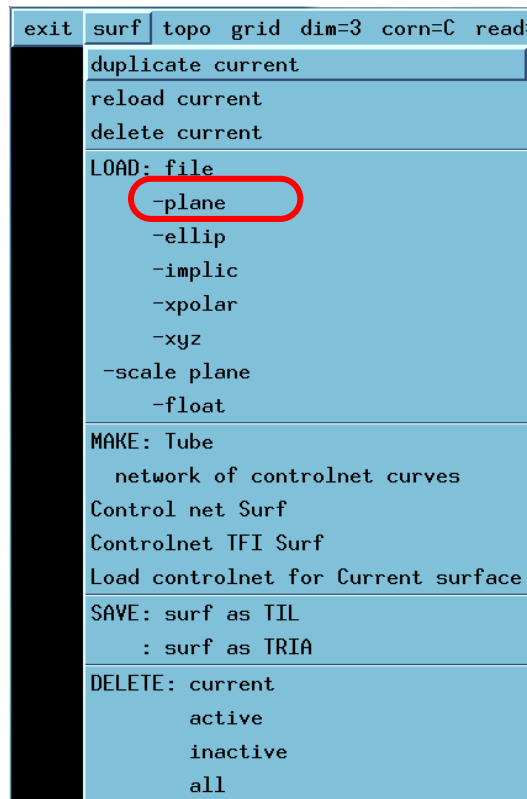 exit surf topo grid dim=3 corn=C read=
duplicate current
reload current
delete current
LOAD: file
-plane
-ellip
-implic
-xpolar
-xyz
-scale plane
-float
MAKE: Tube
network of controlnet curves
Control net Surf
Controlnet TFI Surf
Load controlnet for Current surface
SAVE: surf as TIL
: surf as TRIA
DELETE: current
active
inactive
all